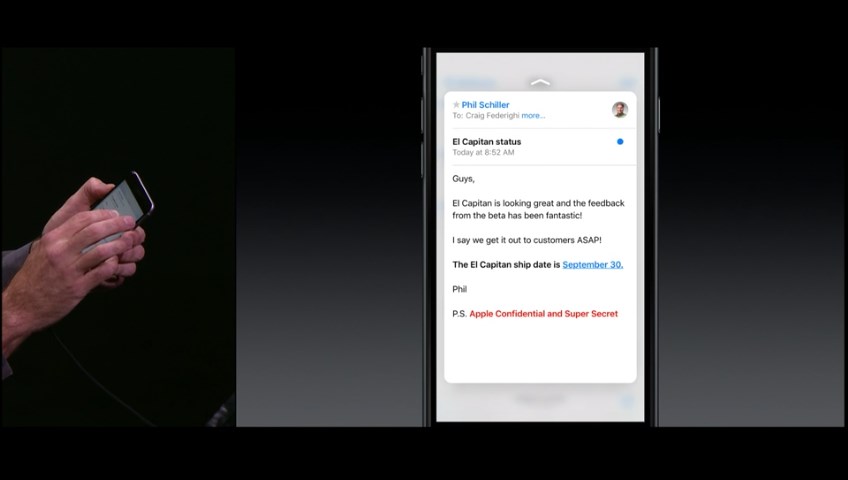 Phil Schiller
To: Craig Federighi more...
El Capitan status
Today at 8:52 AM
Guys,
El Capitan is looking great and the feedback
from the beta has been fantastic!
I say we get it out to customers ASAP!
The El Capitan ship date is September 30.
Phil
P.S. Apple Confidential and Super Secret